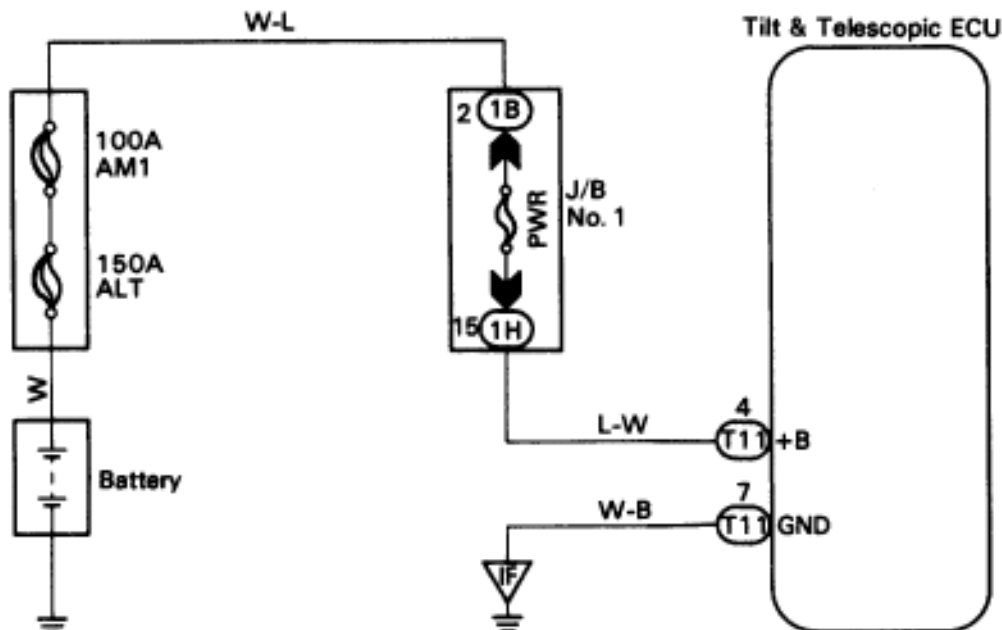 W-L
Tilt & Telescopic ECU
100A
AM1
150A
ALT
2
1B
PWR
J/B
No. 1
15
1H
W
Battery
L-W
4
T11
+B
W-B
7
T11
GND
IF